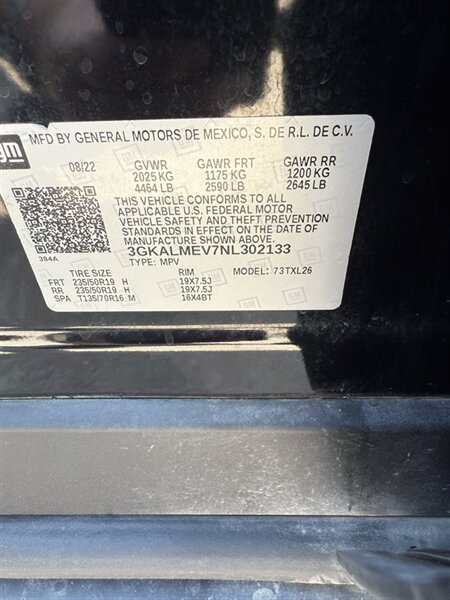 gm
MFD BY GENERAL MOTORS DE MEXICO, S. DE R.L. DE C.V.
08/22 GVWR GAWR FRT GAWR RR
2025 KG 1175 KG 1200 KG
4464 LB 2590 LB 2645 LB
THIS VEHICLE CONFORMS TO ALL
APPLICABLE U.S. FEDERAL MOTOR
VEHICLE SAFETY AND THEFT PREVENTION
STANDARDS IN EFFECT ON THE DATE OF
MANUFACTURE SHOWN ABOVE.
384A
3GKALMEV7NL302133
TYPE: MPV MODEL: 73TXL26
TIRE SIZE RIM
FRT 235/50R19 H 19X7.5J
RR 235/50R19 H 19X7.5J
SPA T135/70R16 M 16X4BT